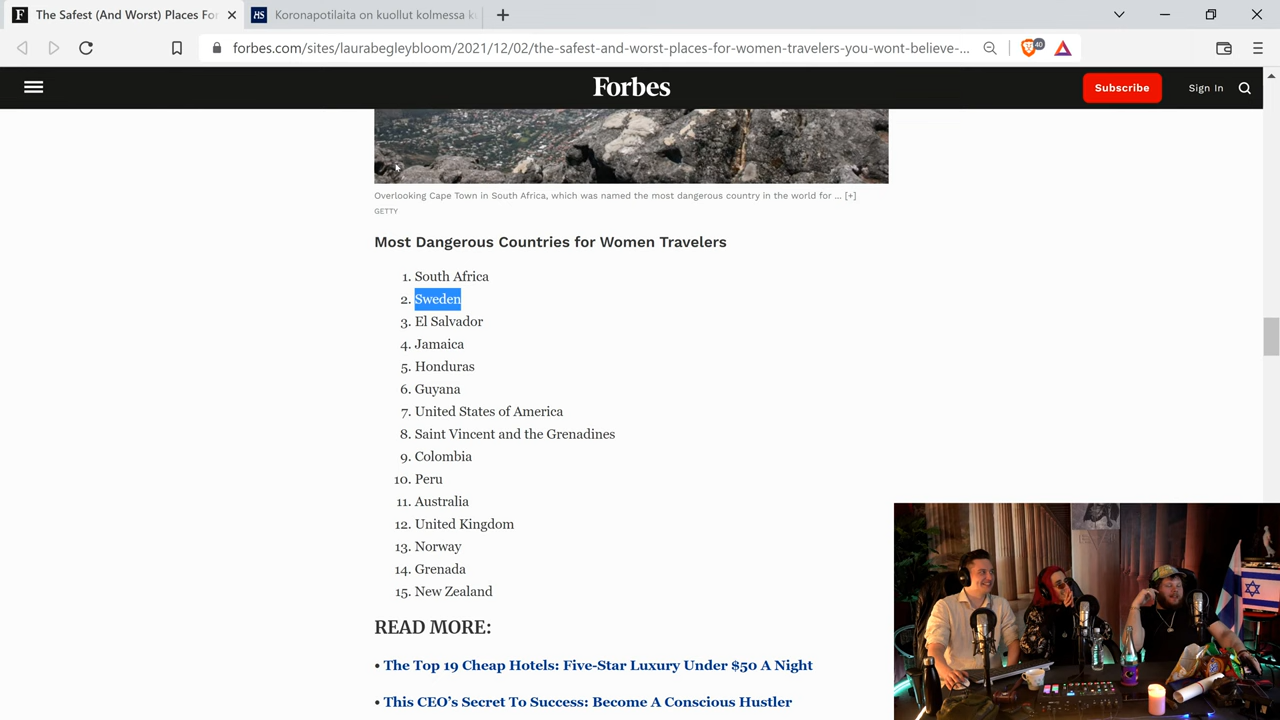 The Safest (And Worst) Places For
HS Koronapotilaita on kuollut kolmessa k
forbes.com/sites/laurabegleybloom/2021/12/02/the-safest-and-worst-places-for-women-travelers-you-wont-believe-...
40
Forbes
Subscribe
Sign In
Overlooking Cape Town in South Africa, which was named the most dangerous country in the world for ... [+]
GETTY
Most Dangerous Countries for Women Travelers
1. South Africa
2. Sweden
3. El Salvador
4. Jamaica
5. Honduras
6. Guyana
7. United States of America
8. Saint Vincent and the Grenadines
9. Colombia
10. Peru
11. Australia
12. United Kingdom
13. Norway
14. Grenada
15. New Zealand
READ MORE:
• The Top 19 Cheap Hotels: Five-Star Luxury Under $50 A Night
• This CEO's Secret To Success: Become A Conscious Hustler